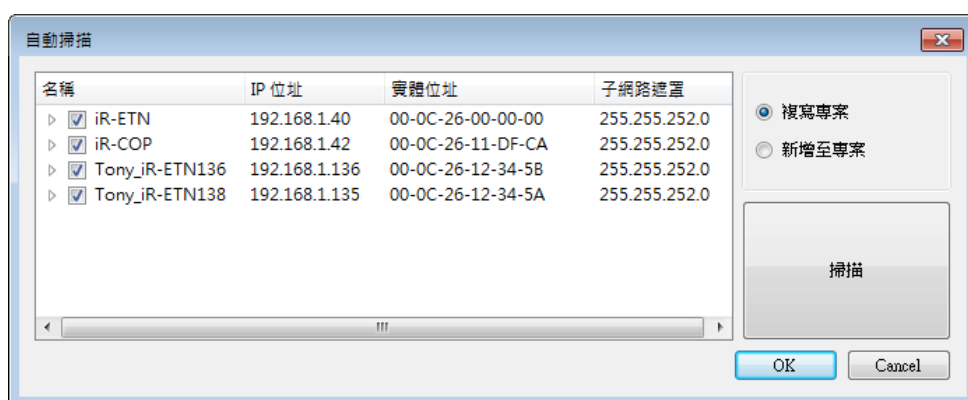 自動掃描
名稱 IP 位址 實體位址 子網路遮罩
iR-ETN 192.168.1.40 00-0C-26-00-00-00 255.255.252.0
iR-COP 192.168.1.42 00-0C-26-11-DF-CA 255.255.252.0
Tony_iR-ETN136 192.168.1.136 00-0C-26-12-34-5B 255.255.252.0
Tony_iR-ETN138 192.168.1.135 00-0C-26-12-34-5A 255.255.252.0
複寫專案
新增至專案
掃描
OK Cancel